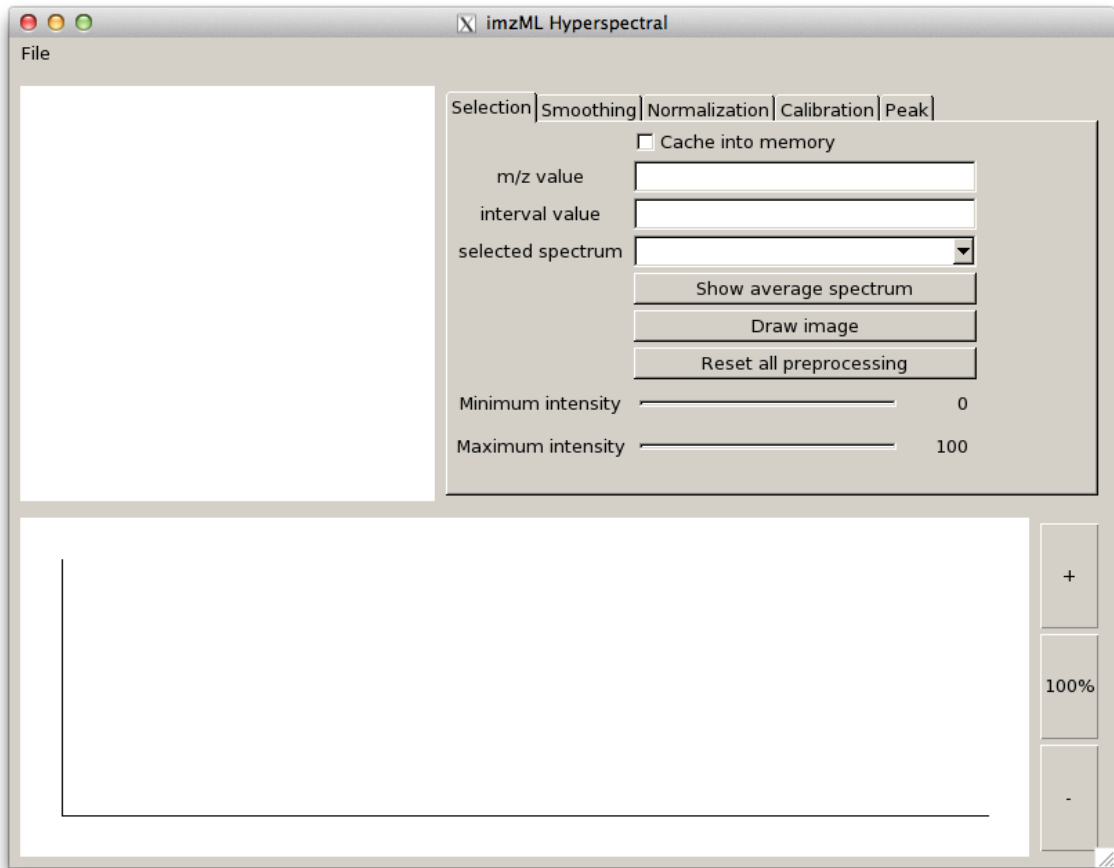 imzML Hyperspectral
File
Selection Smoothing Normalization Calibration Peak
Cache into memory
m/z value
interval value
selected spectrum
Show average spectrum
Draw image
Reset all preprocessing
Minimum intensity 0
Maximum intensity 100
+
100%
-